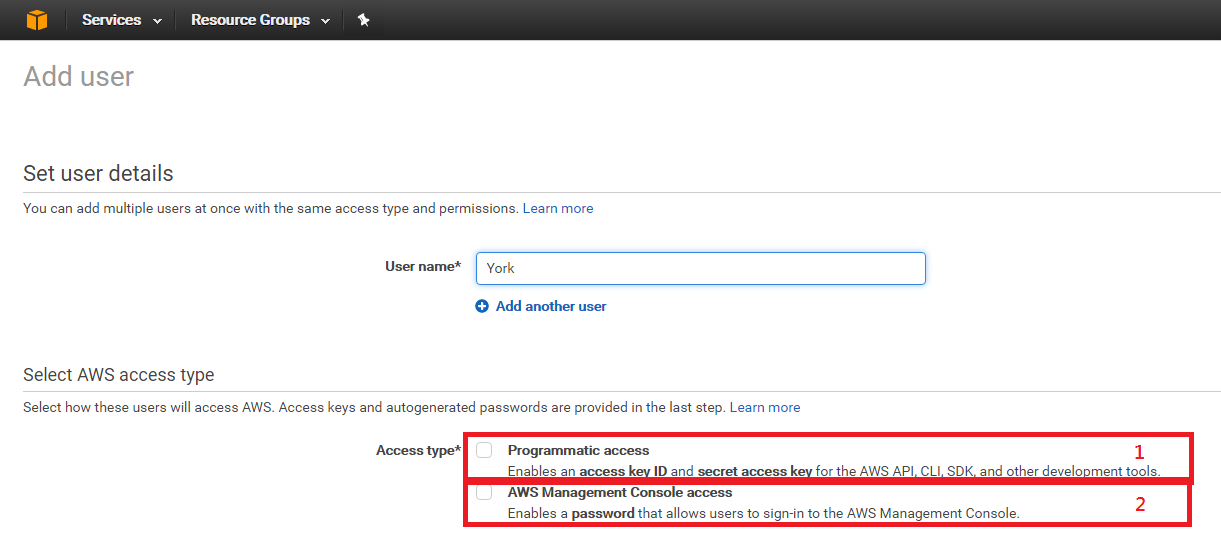 Services Resource Groups
Add user
Set user details
You can add multiple users at once with the same access type and permissions. Learn more
User name* York
Add another user
Select AWS access type
Select how these users will access AWS. Access keys and autogenerated passwords are provided in the last step. Learn more
Access type* Programmatic access 1
Enables an access key ID and secret access key for the AWS API, CLI, SDK, and other development tools.
AWS Management Console access
Enables a password that allows users to sign-in to the AWS Management Console. 2